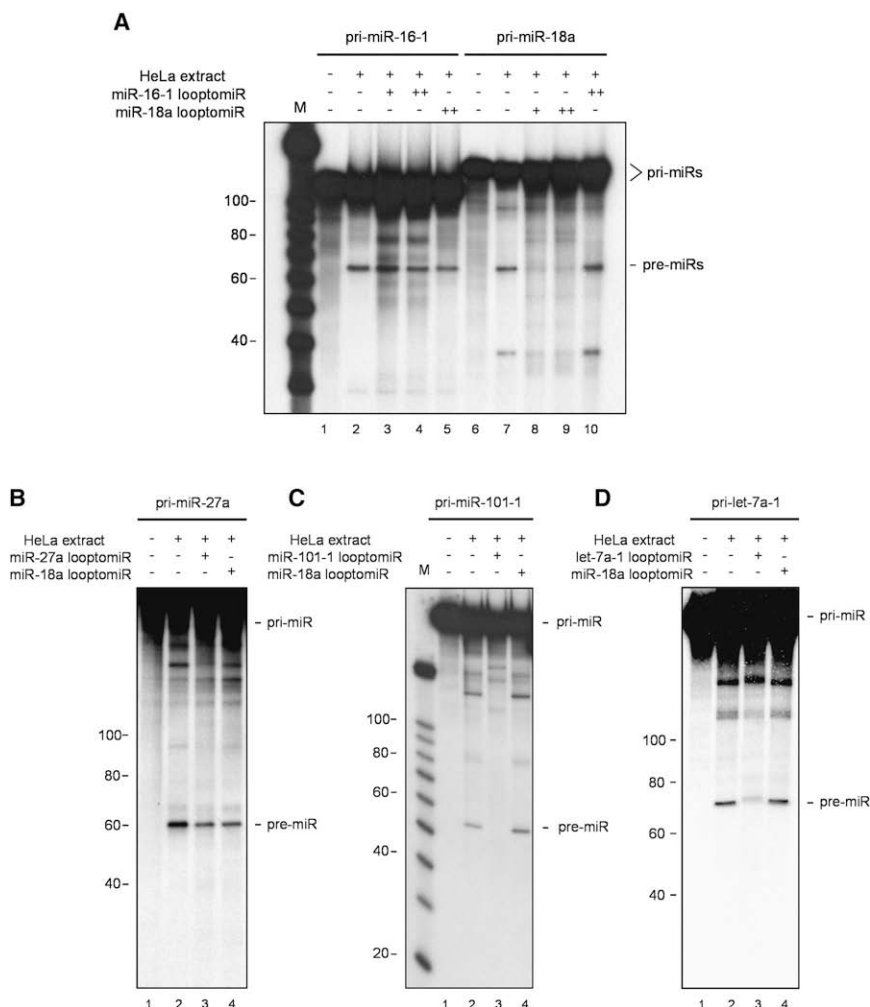 A
pri-miR-16-1 pri-miR-18a
HeLa extract - + + + + - + + + +
miR-16-1 looptomiR - - + ++ - - - - - ++
miR-18a looptomiR - - - - ++ - - + ++ -
M
100-
80-
60-
40-
pri-miRs
- pre-miRs
1 2 3 4 5 6 7 8 9 10
B
pri-miR-27a
HeLa extract - + + +
miR-27a looptomiR - - + -
miR-18a looptomiR - - - +
- pri-miR
100-
80-
60-
- pre-miR
40-
1 2 3 4
C
pri-miR-101-1
HeLa extract - + + +
miR-101-1 looptomiR - - + -
miR-18a looptomiR - - - +
M
- pri-miR
100-
80-
60-
- pre-miR
40-
20-
1 2 3 4
D
pri-let-7a-1
HeLa extract - + + +
let-7a-1 looptomiR - - + -
miR-18a looptomiR - - - +
- pri-miR
100-
80-
- pre-miR
60-
40-
1 2 3 4